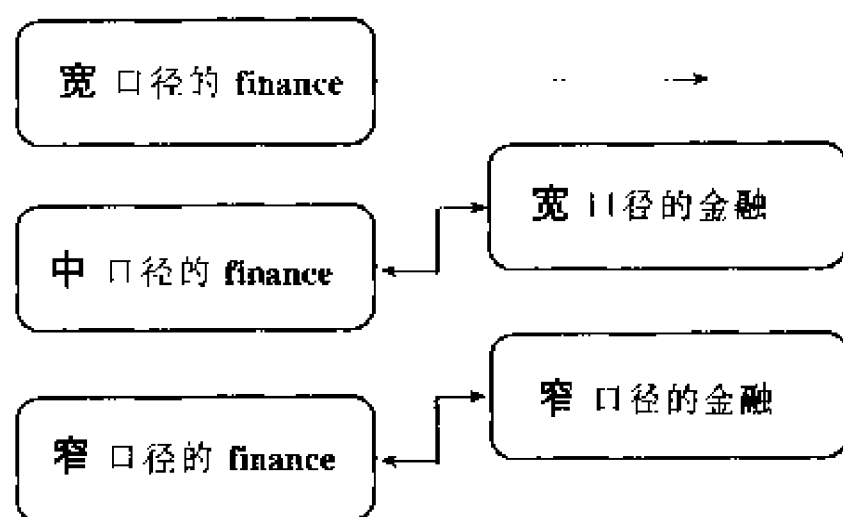 宽 口径的 finance
宽 口径的金融
中 口径的 finance
窄 口径的金融
窄 口径的 finance